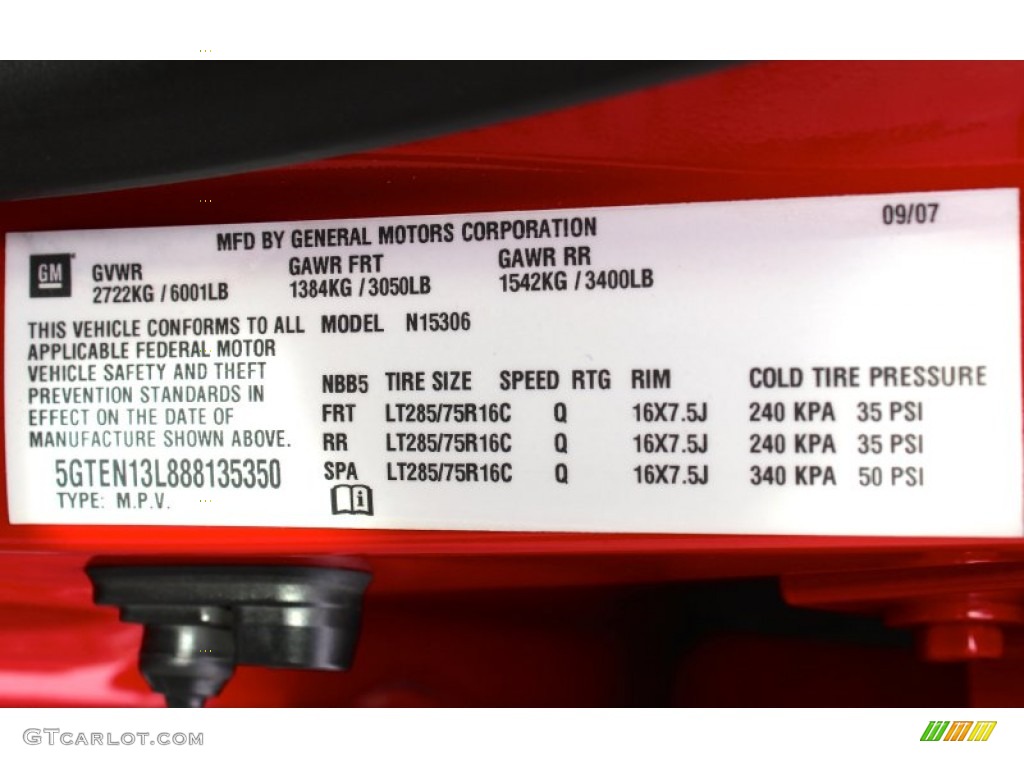 09/07
MFD BY GENERAL MOTORS CORPORATION
GM GVWR GAWR FRT GAWR RR
2722KG / 6001LB 1384KG / 3050LB 1542KG / 3400LB
THIS VEHICLE CONFORMS TO ALL MODEL N15306
APPLICABLE FEDERAL MOTOR
VEHICLE SAFETY AND THEFT
PREVENTION STANDARDS IN
EFFECT ON THE DATE OF
MANUFACTURE SHOWN ABOVE.
5GTEN13L888135350
TYPE: M.P.V.
NBB5 TIRE SIZE SPEED RTG RIM COLD TIRE PRESSURE
FRT LT285/75R16C Q 16X7.5J 240 KPA 35 PSI
RR LT285/75R16C Q 16X7.5J 240 KPA 35 PSI
SPA LT285/75R16C Q 16X7.5J 340 KPA 50 PSI
i
GTCARLOT.COM